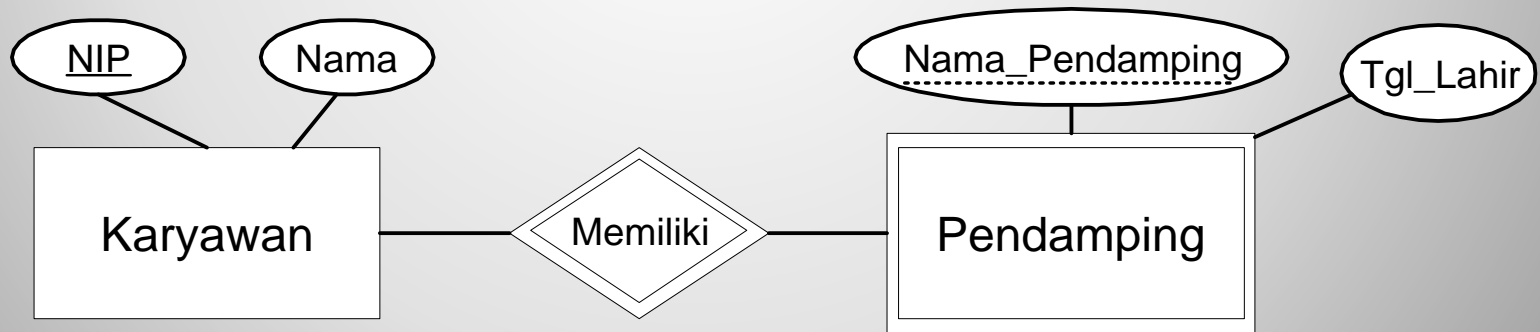 NIP
Nama
Nama_Pendamping
Tgl_Lahir
Karyawan
Memiliki
Pendamping